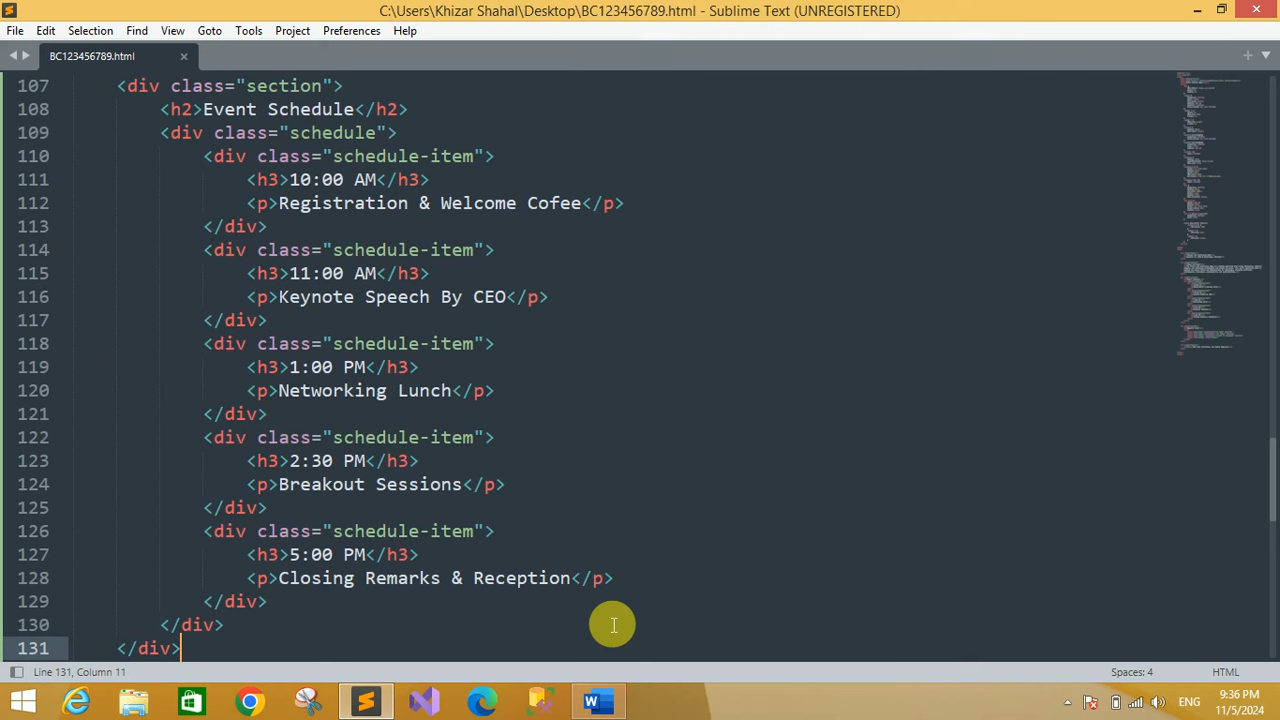 C:\Users\Khizar Shahal\Desktop\BC123456789.html - Sublime Text (UNREGISTERED)
File Edit Selection Find View Goto Tools Project Preferences Help
BC123456789.html
107 <div class="section">
108 <h2>Event Schedule</h2>
109 <div class="schedule">
110 <div class="schedule-item">
111 <h3>10:00 AM</h3>
112 <p>Registration & Welcome Cofee</p>
113 </div>
114 <div class="schedule-item">
115 <h3>11:00 AM</h3>
116 <p>Keynote Speech By CEO</p>
117 </div>
118 <div class="schedule-item">
119 <h3>1:00 PM</h3>
120 <p>Networking Lunch</p>
121 </div>
122 <div class="schedule-item">
123 <h3>2:30 PM</h3>
124 <p>Breakout Sessions</p>
125 </div>
126 <div class="schedule-item">
127 <h3>5:00 PM</h3>
128 <p>Closing Remarks & Reception</p>
129 </div>
130 </div>
131 </div>
Line 131, Column 11 Spaces: 4 HTML
ENG 9:36 PM
11/5/2024